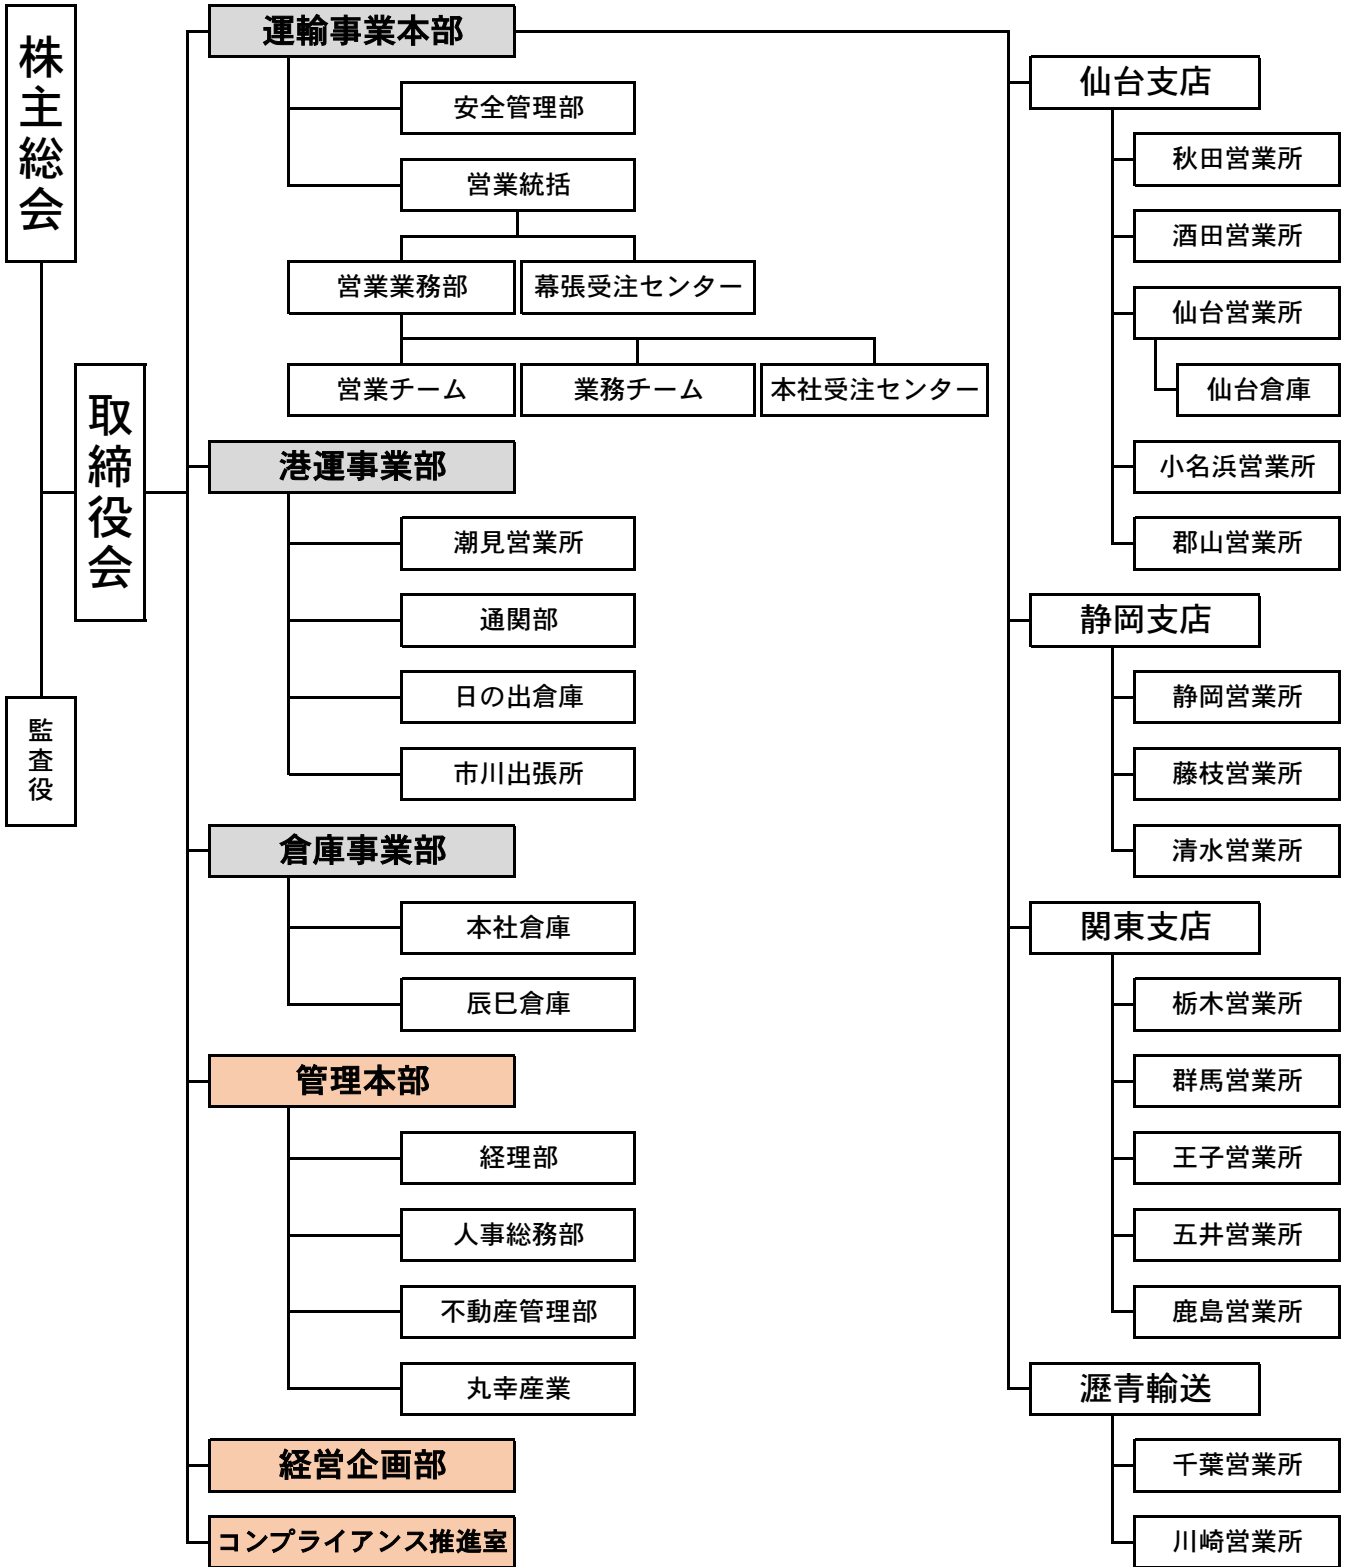 株主総会
取締役会
監査役
運輸事業本部
安全管理部
営業統括
営業業務部
幕張受注センター
営業チーム
業務チーム
本社受注センター
港運事業部
潮見営業所
通関部
日の出倉庫
市川出張所
倉庫事業部
本社倉庫
辰巳倉庫
管理本部
経理部
人事総務部
不動産管理部
丸幸産業
経営企画部
コンプライアンス推進室
仙台支店
秋田営業所
酒田営業所
仙台営業所
仙台倉庫
小名浜営業所
郡山営業所
静岡支店
静岡営業所
藤枝営業所
清水営業所
関東支店
栃木営業所
群馬営業所
王子営業所
五井営業所
鹿島営業所
瀝青輸送
千葉営業所
川崎営業所